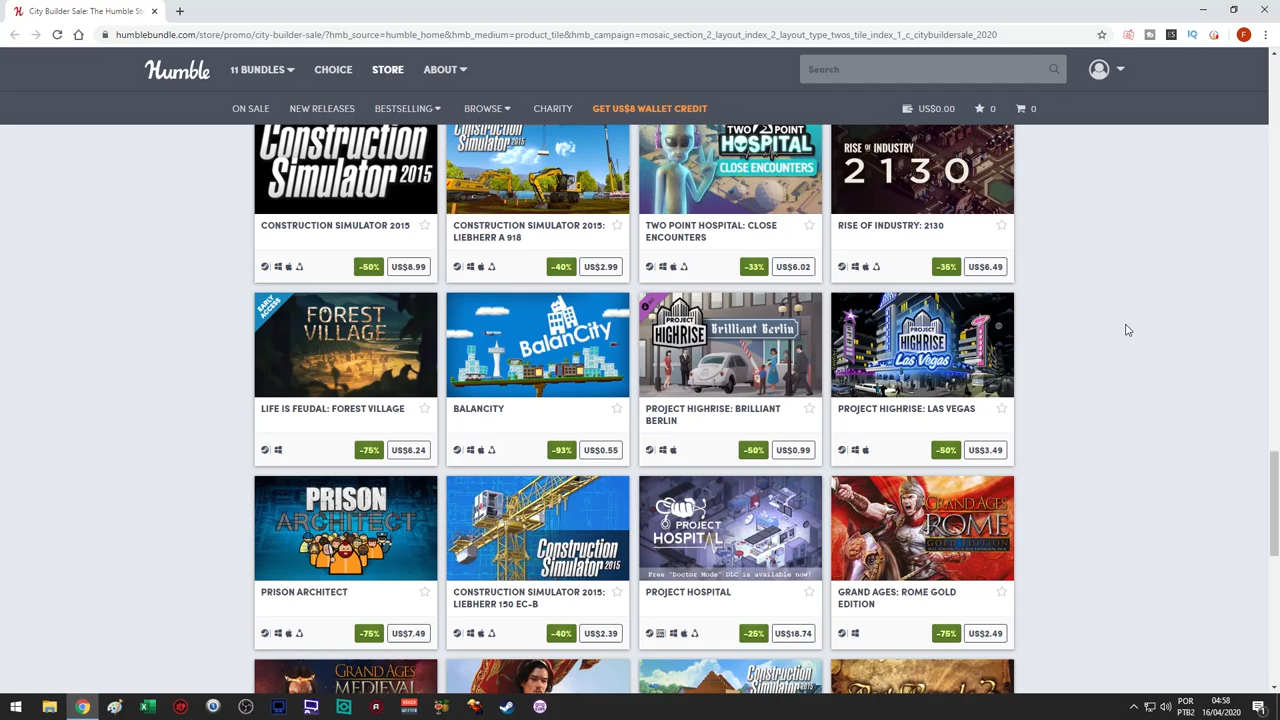 City Builder Sale: The Humble St
humblebundle.com/store/promo/city-builder-sale/?hmb_source=humble_home&hmb_medium=product_tile&hmb_campaign=mosaic_section_2_layout_index_2_layout_type_twos_tile_index_1_c_citybuildersale_2020
ES
IQ
F
Humble
11 BUNDLES
CHOICE
STORE
ABOUT
Search
ON SALE
NEW RELEASES
BESTSELLING
BROWSE
CHARITY
GET US$8 WALLET CREDIT
US$0.00
0
0
Construction
Simulator 2015
Construction
Simulator 2015
TWO POINT
HOSPITAL
CLOSE ENCOUNTERS
RISE OF INDUSTRY
2130
CONSTRUCTION SIMULATOR 2015
CONSTRUCTION SIMULATOR 2015:
LIEBHERR A 918
TWO POINT HOSPITAL: CLOSE
ENCOUNTERS
RISE OF INDUSTRY: 2130
-50%
US$8.99
-40%
US$2.99
-33%
US$6.02
-35%
US$6.49
EARLY
ACCESS
FOREST
VILLAGE
BalanCity
PROJECT
HIGHRISE
Brilliant Berlin
PROJECT
HIGHRISE
Las Vegas
LIFE IS FEUDAL: FOREST VILLAGE
BALANCITY
PROJECT HIGHRISE: BRILLIANT
BERLIN
PROJECT HIGHRISE: LAS VEGAS
-75%
US$6.24
-93%
US$0.55
-50%
US$0.99
-50%
US$3.49
PRISON
ARCHITECT
Construction
Simulator 2015
PROJECT
HOSPITAL
Free "Doctor Mode" DLC is available now!
GRAND AGES
ROME
GOLD EDITION
PRISON ARCHITECT
CONSTRUCTION SIMULATOR 2015:
LIEBHERR 150 EC-B
PROJECT HOSPITAL
GRAND AGES: ROME GOLD
EDITION
-75%
US$7.49
-40%
US$2.39
-25%
US$18.74
-75%
US$2.49
GRAND AGES
MEDIEVAL
Construction
POR
PTB2
04:58
16/04/2020
1